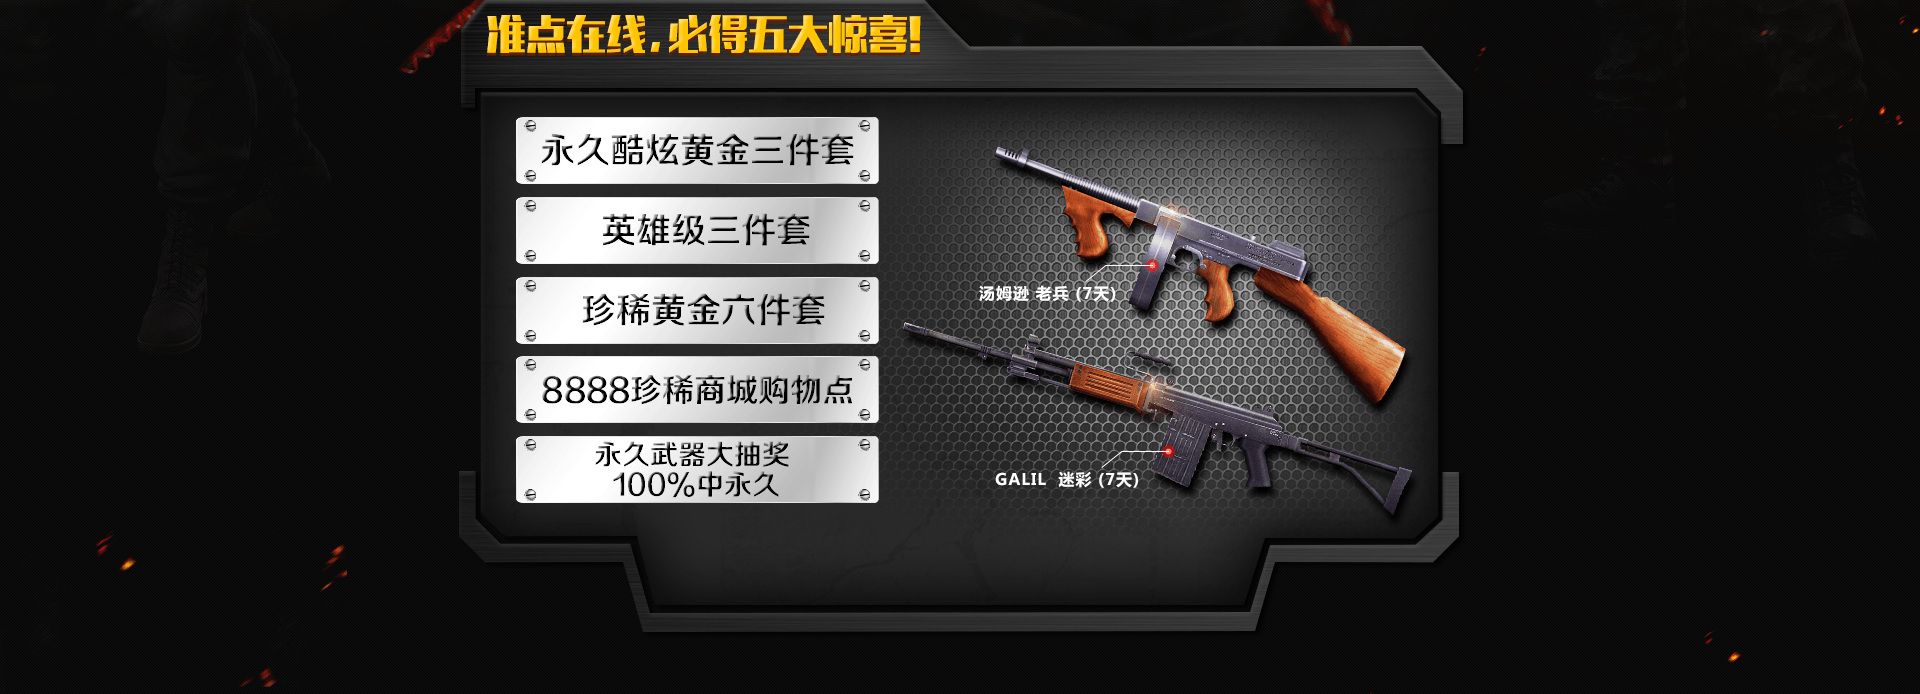 准点在线，必得五大惊喜！
永久酷炫黄金三件套
英雄级三件套
珍稀黄金六件套
8888珍稀商城购物点
永久武器大抽奖
100%中永久
汤姆逊 老兵 (7天)
GALIL 迷彩 (7天)